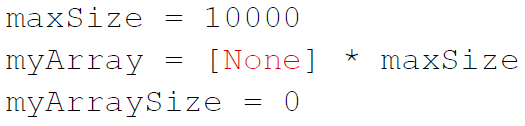 maxSize = 10000
myArray = [None] * maxSize
myArraySize = 0